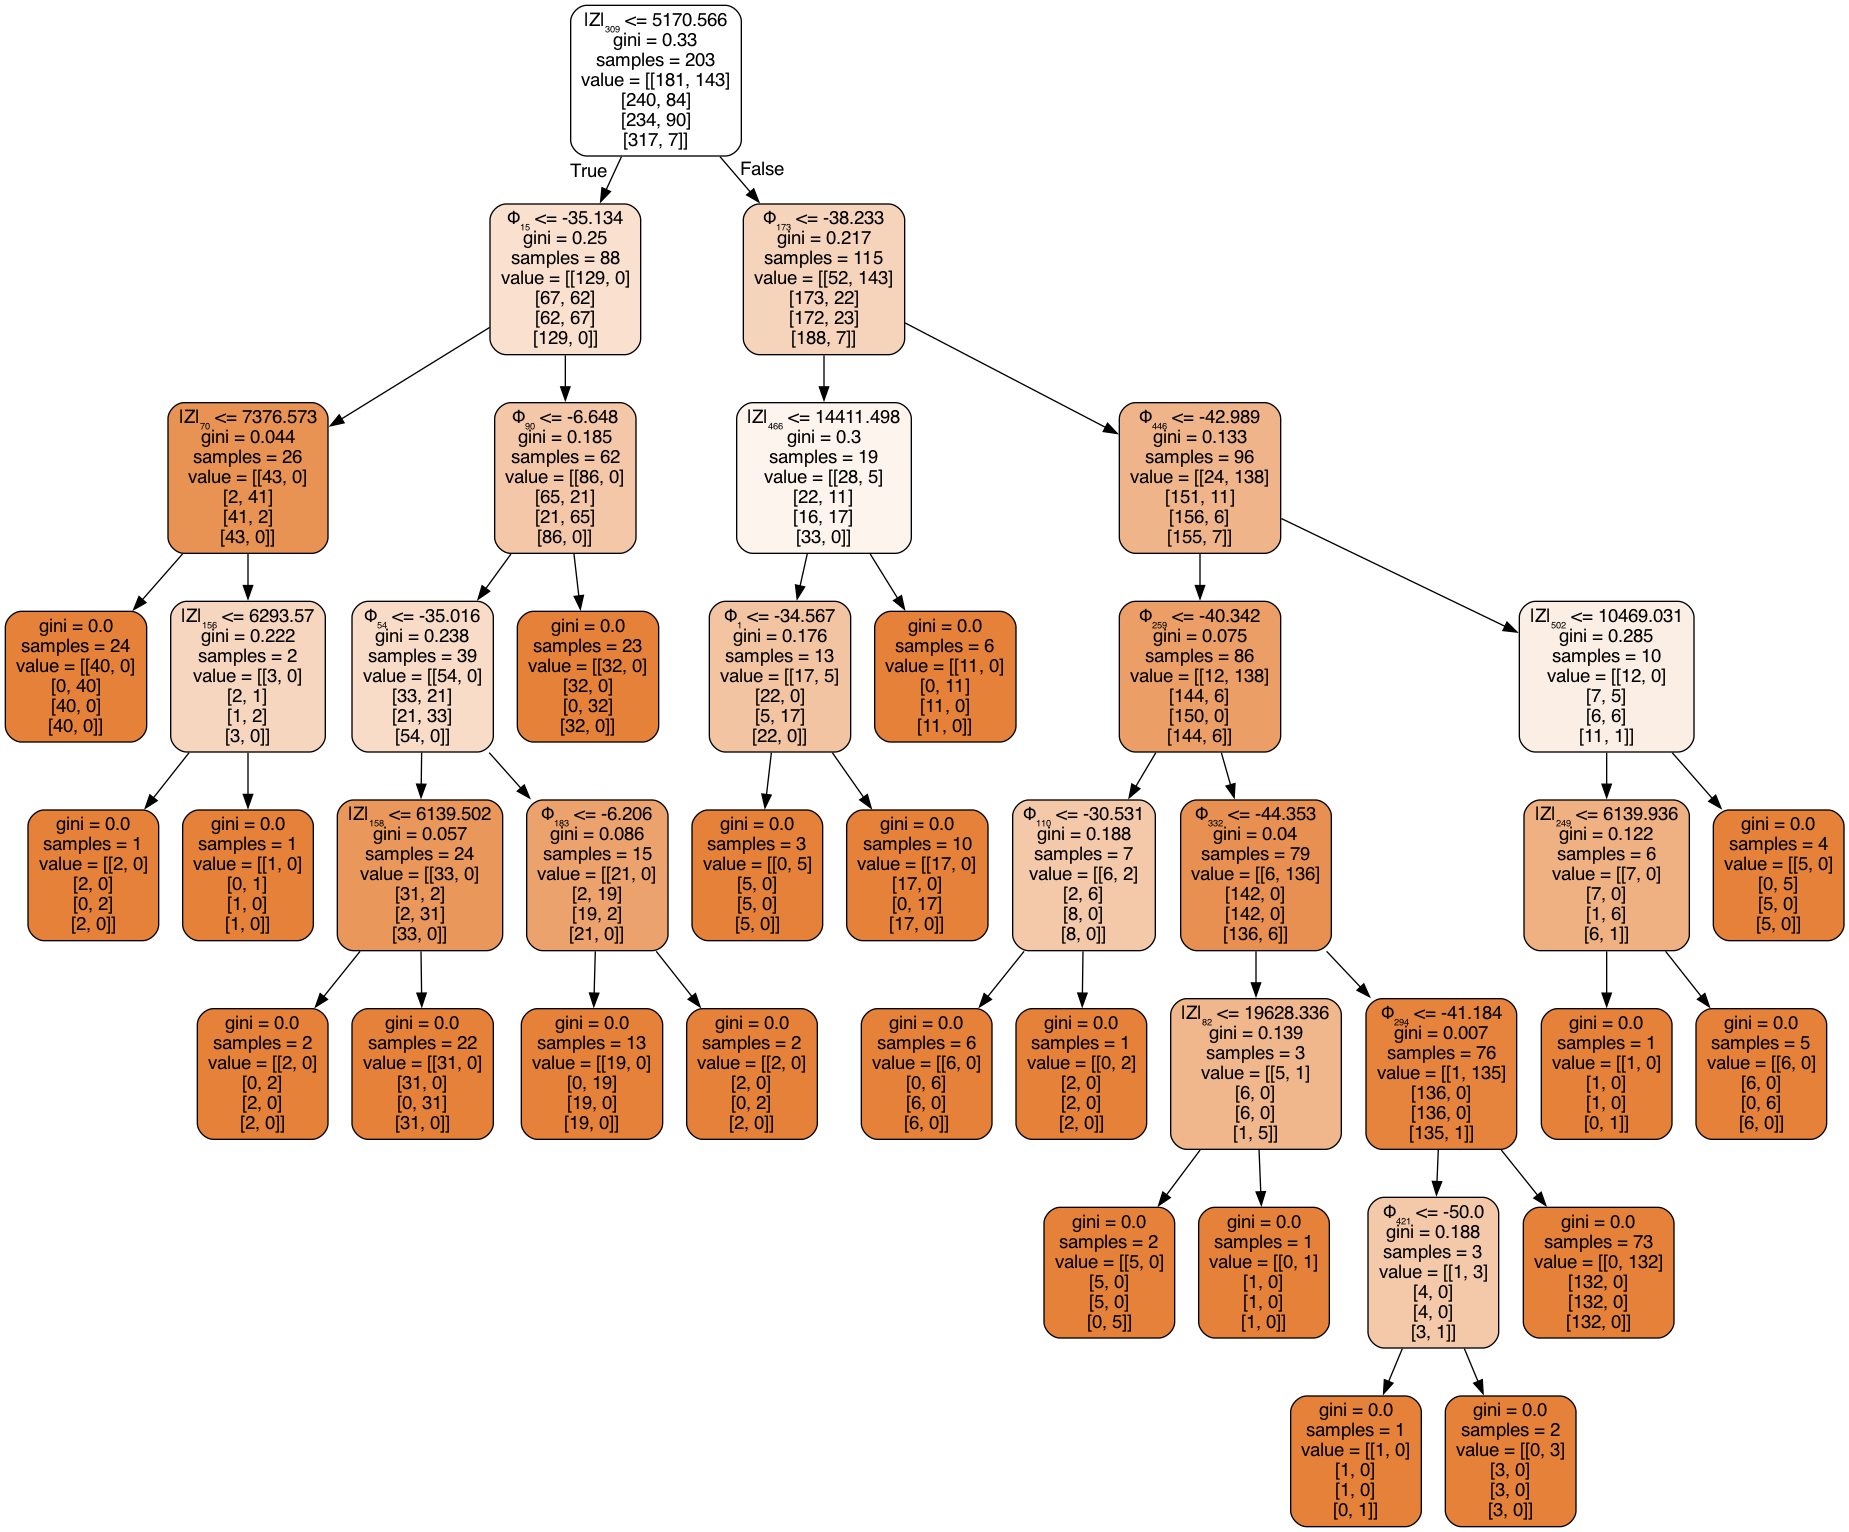 |Z|₃₀₉ <= 5170.566
gini = 0.33
samples = 203
value = [[181, 143]
[240, 84]
[234, 90]
[317, 7]]
True
False
Φ₁₅ <= -35.134
gini = 0.25
samples = 88
value = [[129, 0]
[67, 62]
[62, 67]
[129, 0]]
Φ₁₇₃ <= -38.233
gini = 0.217
samples = 115
value = [[52, 143]
[173, 22]
[172, 23]
[188, 7]]
|Z|₇₀ <= 7376.573
gini = 0.044
samples = 26
value = [[43, 0]
[2, 41]
[41, 2]
[43, 0]]
Φ₉₀ <= -6.648
gini = 0.185
samples = 62
value = [[86, 0]
[65, 21]
[21, 65]
[86, 0]]
|Z|₄₆₆ <= 14411.498
gini = 0.3
samples = 19
value = [[28, 5]
[22, 11]
[16, 17]
[33, 0]]
Φ₄₄₆ <= -42.989
gini = 0.133
samples = 96
value = [[24, 138]
[151, 11]
[156, 6]
[155, 7]]
gini = 0.0
samples = 24
value = [[40, 0]
[0, 40]
[40, 0]
[40, 0]]
|Z|₁₅₆ <= 6293.57
gini = 0.222
samples = 2
value = [[3, 0]
[2, 1]
[1, 2]
[3, 0]]
Φ₅₄ <= -35.016
gini = 0.238
samples = 39
value = [[54, 0]
[33, 21]
[21, 33]
[54, 0]]
gini = 0.0
samples = 23
value = [[32, 0]
[32, 0]
[0, 32]
[32, 0]]
Φ₁ <= -34.567
gini = 0.176
samples = 13
value = [[17, 5]
[22, 0]
[5, 17]
[22, 0]]
gini = 0.0
samples = 6
value = [[11, 0]
[0, 11]
[11, 0]
[11, 0]]
Φ₂₅₉ <= -40.342
gini = 0.075
samples = 86
value = [[12, 138]
[144, 6]
[150, 0]
[144, 6]]
|Z|₅₀₂ <= 10469.031
gini = 0.285
samples = 10
value = [[12, 0]
[7, 5]
[6, 6]
[11, 1]]
gini = 0.0
samples = 1
value = [[2, 0]
[2, 0]
[0, 2]
[2, 0]]
gini = 0.0
samples = 1
value = [[1, 0]
[0, 1]
[1, 0]
[1, 0]]
|Z|₁₅₈ <= 6139.502
gini = 0.057
samples = 24
value = [[33, 0]
[31, 2]
[2, 31]
[33, 0]]
Φ₁₈₃ <= -6.206
gini = 0.086
samples = 15
value = [[21, 0]
[2, 19]
[19, 2]
[21, 0]]
gini = 0.0
samples = 3
value = [[0, 5]
[5, 0]
[5, 0]
[5, 0]]
gini = 0.0
samples = 10
value = [[17, 0]
[17, 0]
[0, 17]
[17, 0]]
Φ₁₁₀ <= -30.531
gini = 0.188
samples = 7
value = [[6, 2]
[2, 6]
[8, 0]
[8, 0]]
Φ₃₃₂ <= -44.353
gini = 0.04
samples = 79
value = [[6, 136]
[142, 0]
[142, 0]
[136, 6]]
|Z|₂₄₉ <= 6139.936
gini = 0.122
samples = 6
value = [[7, 0]
[7, 0]
[1, 6]
[6, 1]]
gini = 0.0
samples = 4
value = [[5, 0]
[0, 5]
[5, 0]
[5, 0]]
gini = 0.0
samples = 2
value = [[2, 0]
[0, 2]
[2, 0]
[2, 0]]
gini = 0.0
samples = 22
value = [[31, 0]
[31, 0]
[0, 31]
[31, 0]]
gini = 0.0
samples = 13
value = [[19, 0]
[0, 19]
[19, 0]
[19, 0]]
gini = 0.0
samples = 2
value = [[2, 0]
[2, 0]
[0, 2]
[2, 0]]
gini = 0.0
samples = 6
value = [[6, 0]
[0, 6]
[6, 0]
[6, 0]]
gini = 0.0
samples = 1
value = [[0, 2]
[2, 0]
[2, 0]
[2, 0]]
|Z|₈₂ <= 19628.336
gini = 0.139
samples = 3
value = [[5, 1]
[6, 0]
[6, 0]
[1, 5]]
Φ₂₉₄ <= -41.184
gini = 0.007
samples = 76
value = [[1, 135]
[136, 0]
[136, 0]
[135, 1]]
gini = 0.0
samples = 1
value = [[1, 0]
[1, 0]
[1, 0]
[0, 1]]
gini = 0.0
samples = 5
value = [[6, 0]
[6, 0]
[0, 6]
[6, 0]]
gini = 0.0
samples = 2
value = [[5, 0]
[5, 0]
[5, 0]
[0, 5]]
gini = 0.0
samples = 1
value = [[0, 1]
[1, 0]
[1, 0]
[1, 0]]
Φ₄₂₁ <= -50.0
gini = 0.188
samples = 3
value = [[1, 3]
[4, 0]
[4, 0]
[3, 1]]
gini = 0.0
samples = 73
value = [[0, 132]
[132, 0]
[132, 0]
[132, 0]]
gini = 0.0
samples = 1
value = [[1, 0]
[1, 0]
[1, 0]
[0, 1]]
gini = 0.0
samples = 2
value = [[0, 3]
[3, 0]
[3, 0]
[3, 0]]